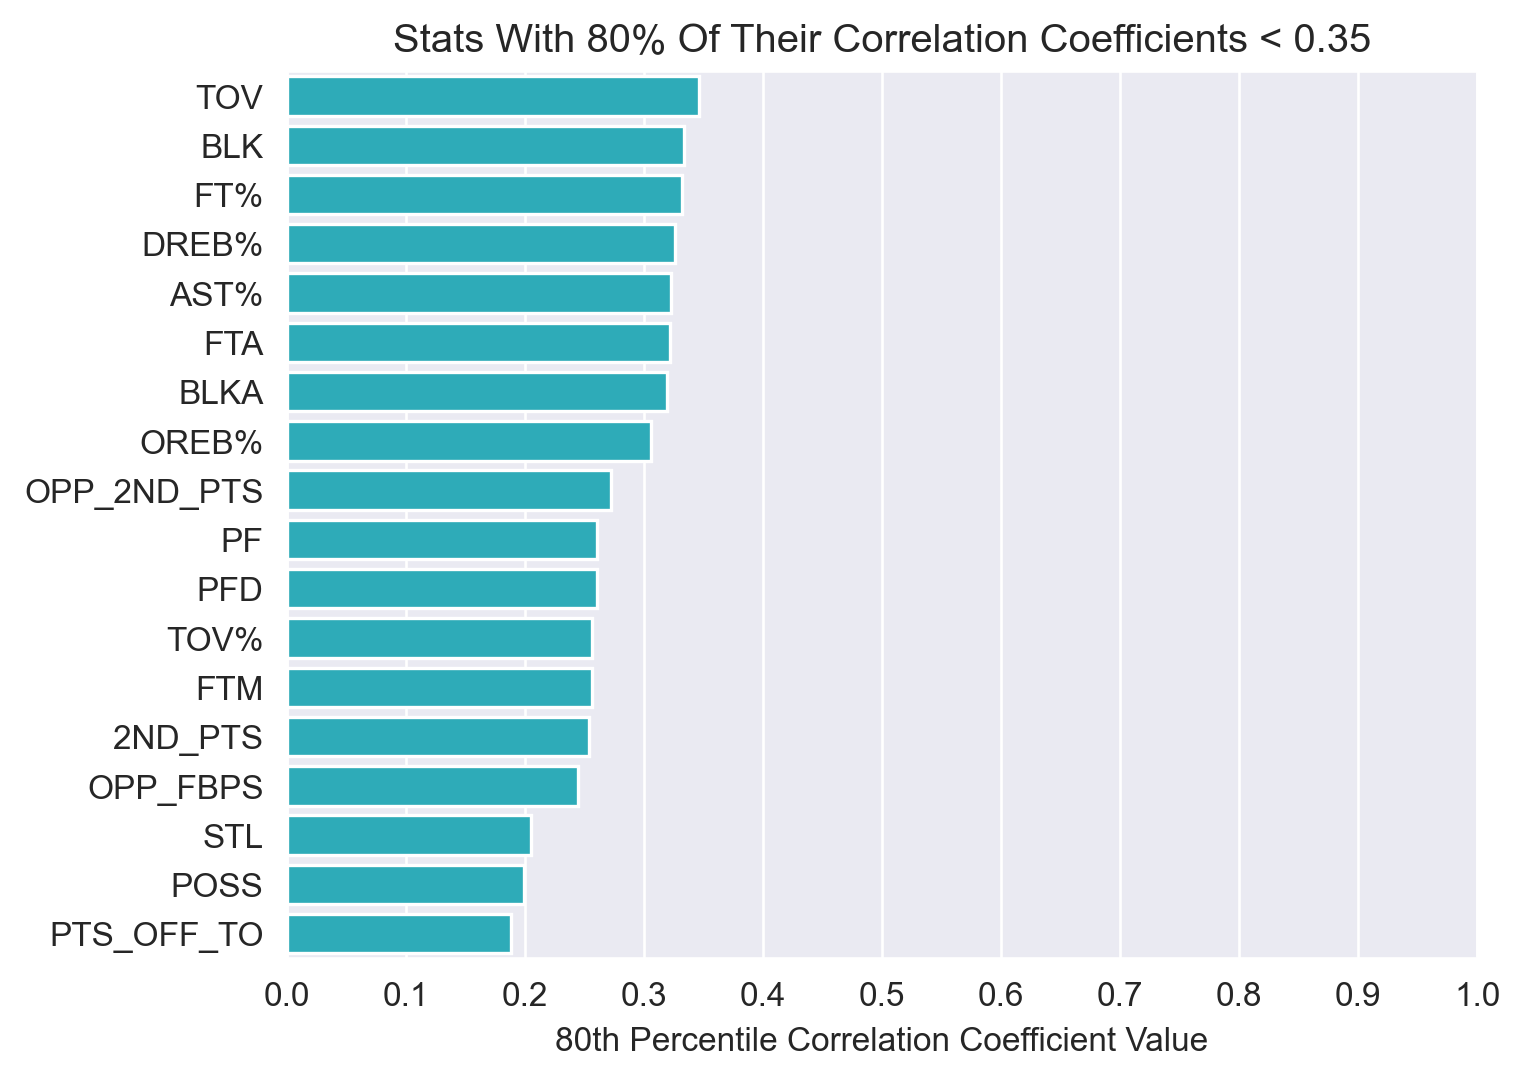 Stats With 80% Of Their Correlation Coefficients < 0.35
TOV
BLK
FT%
DREB%
AST%
FTA
BLKA
OREB%
OPP_2ND_PTS
PF
PFD
TOV%
FTM
2ND_PTS
OPP_FBPS
STL
POSS
PTS_OFF_TO
0.0 0.1 0.2 0.3 0.4 0.5 0.6 0.7 0.8 0.9 1.0
80th Percentile Correlation Coefficient Value